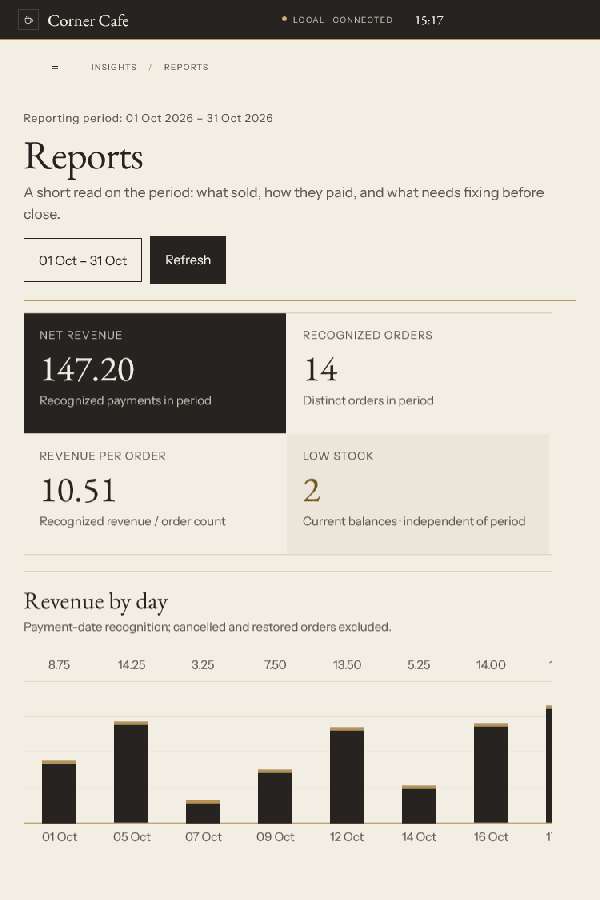 Corner Cafe
LOCAL CONNECTED 15:17
INSIGHTS / REPORTS
Reporting period: 01 Oct 2026 – 31 Oct 2026
Reports
A short read on the period: what sold, how they paid, and what needs fixing before
close.
01 Oct – 31 Oct Refresh
NET REVENUE
147.20
Recognized payments in period
RECOGNIZED ORDERS
14
Distinct orders in period
REVENUE PER ORDER
10.51
Recognized revenue / order count
LOW STOCK
2
Current balances · independent of period
Revenue by day
Payment-date recognition; cancelled and restored orders excluded.
8.75 14.25 3.25 7.50 13.50 5.25 14.00
01 Oct 05 Oct 07 Oct 09 Oct 12 Oct 14 Oct 16 Oct